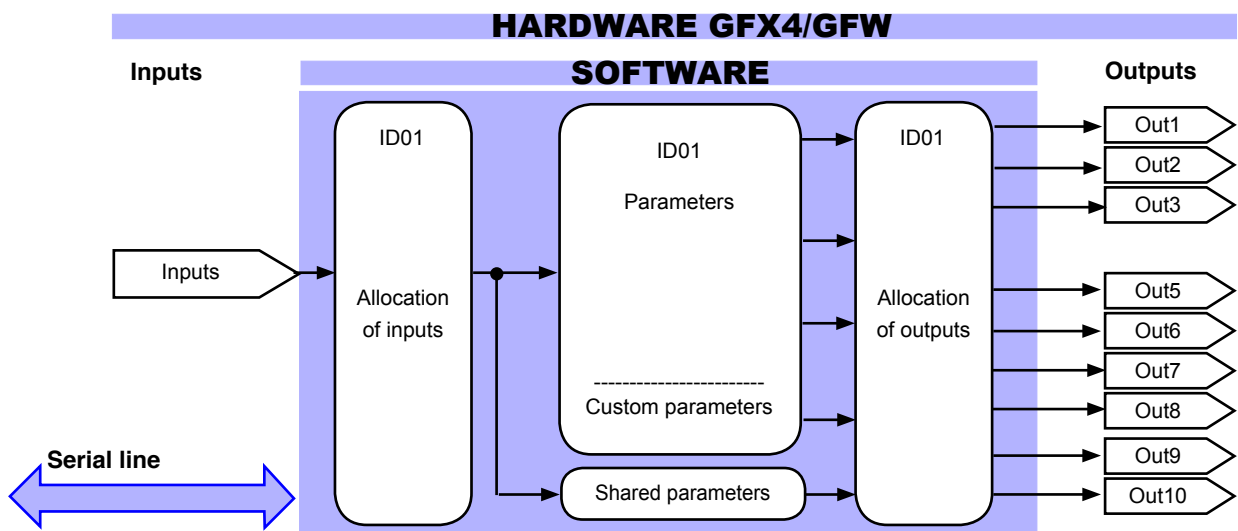 HARDWARE GFX4/GFW
Inputs
SOFTWARE
Outputs
ID01
Allocation
of inputs
ID01
Parameters
Custom parameters
Shared parameters
ID01
Allocation
of outputs
Inputs
Serial line
Out1
Out2
Out3
Out5
Out6
Out7
Out8
Out9
Out10